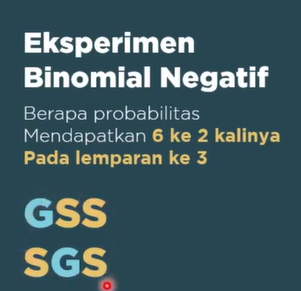 Eksperimen
Binomial Negatif
Berapa probabilitas
Mendapatkan 6 ke 2 kalinya
Pada lemparan ke 3
GSS
SGS